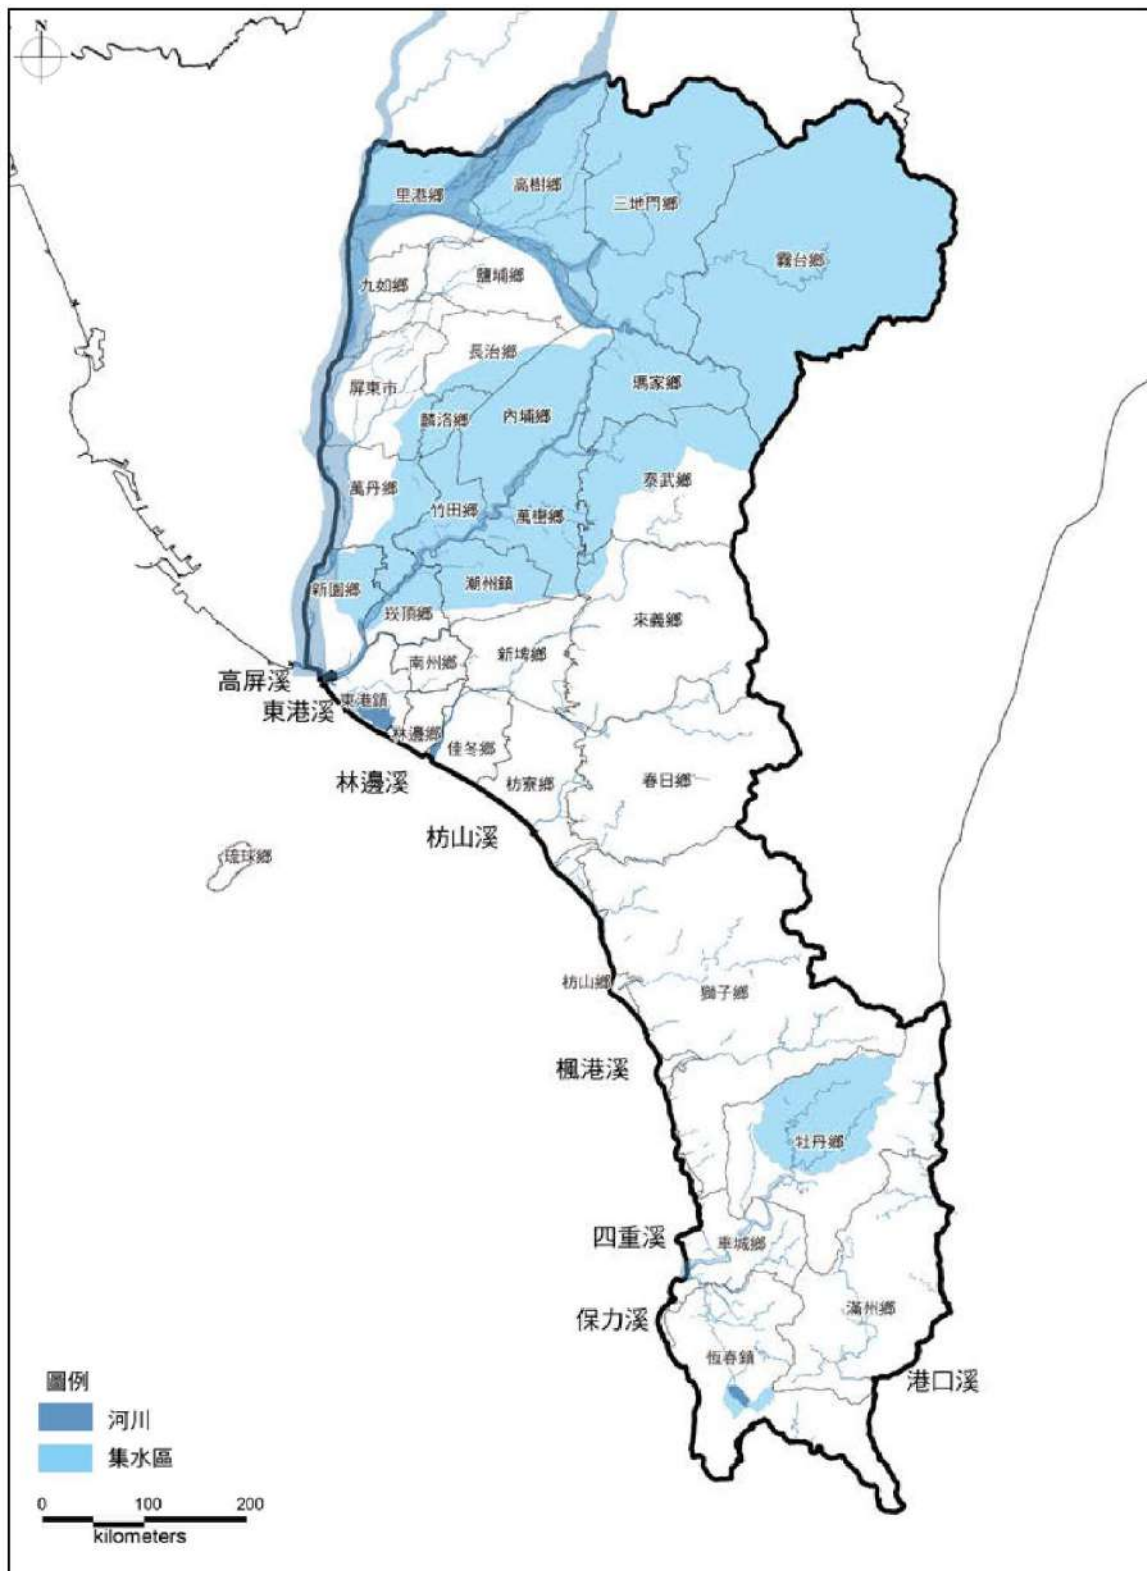 N
里港鄉
高樹鄉
三地門鄉
霧台鄉
九如鄉
鹽埔鄉
長治鄉
屏東市
瑪家鄉
麟洛鄉
內埔鄉
萬丹鄉
泰武鄉
竹田鄉
萬巒鄉
新園鄉
潮州鎮
崁頂鄉
來義鄉
南州鄉
新埤鄉
高屏溪
東港溪
東港鎮
林邊鄉
佳冬鄉
林邊溪
枋寮鄉
春日鄉
枋山溪
琉球鄉
枋山鄉
獅子鄉
楓港溪
牡丹鄉
四重溪
車城鄉
保力溪
滿州鄉
恆春鎮
港口溪
圖例
河川
集水區
0 100 200
kilometers